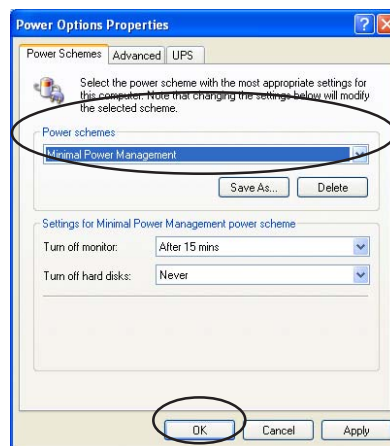 Power Options Properties
Power Schemes Advanced UPS
Select the power scheme with the most appropriate settings for
this computer. Note that changing the settings below will modify
the selected scheme.
Power schemes
Minimal Power Management
Save As... Delete
Settings for Minimal Power Management power scheme
Turn off monitor: After 15 mins
Turn off hard disks: Never
OK Cancel Apply